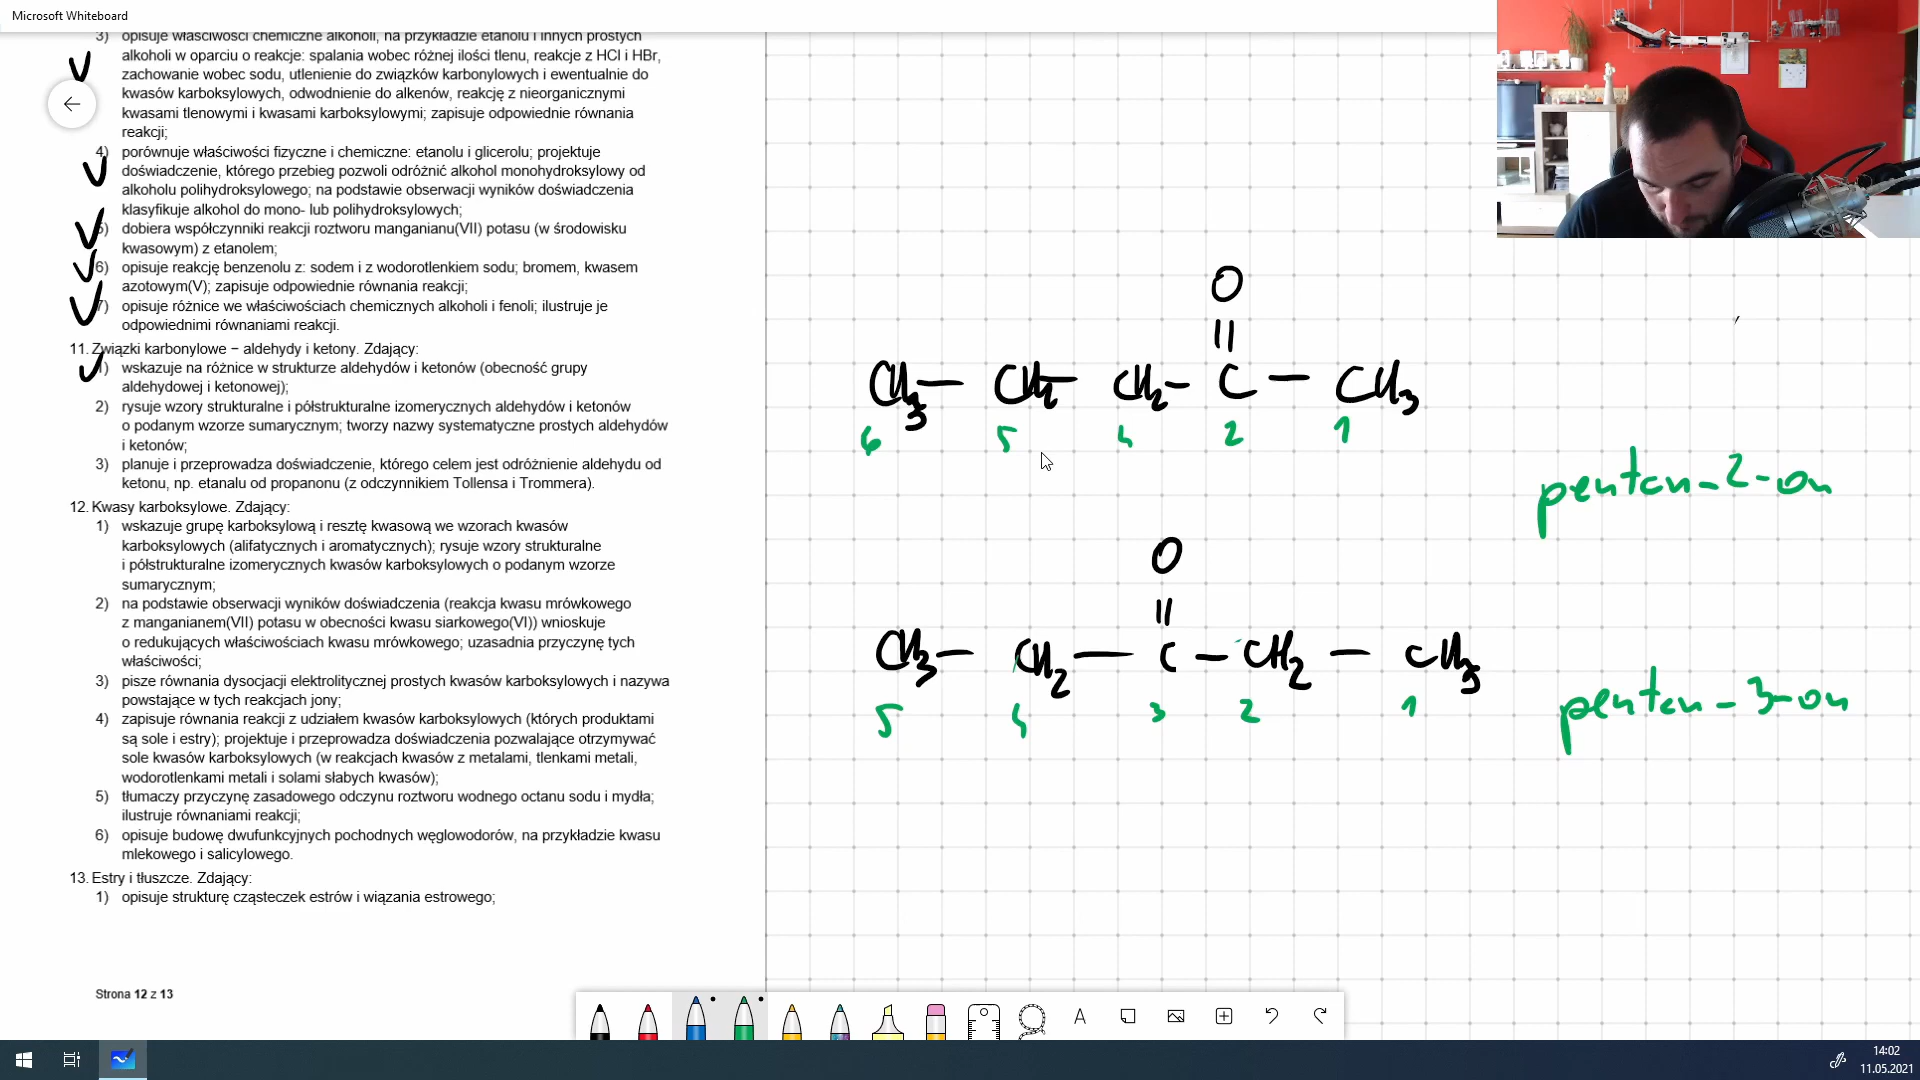 Microsoft Whiteboard
3) opisuje właściwości chemiczne alkoholi, na przykładzie etanolu i innych prostych
alkoholi w oparciu o reakcje: spalania wobec różnej ilości tlenu, reakcje z HCl i HBr,
zachowanie wobec sodu, utlenienie do związków karbonylowych i ewentualnie do
kwasów karboksylowych, odwodnienie do alkenów, reakcję z nieorganicznymi
kwasami tlenowymi i kwasami karboksylowymi; zapisuje odpowiednie równania
reakcji;
4) porównuje właściwości fizyczne i chemiczne: etanolu i glicerolu; projektuje
doświadczenie, którego przebieg pozwoli odróżnić alkohol monohydroksylowy od
alkoholu polihydroksylowego; na podstawie obserwacji wyników doświadczenia
klasyfikuje alkohol do mono- lub polihydroksylowych;
5) dobiera współczynniki reakcji roztworu manganianu(VII) potasu (w środowisku
kwasowym) z etanolem;
6) opisuje reakcję benzenolu z: sodem i z wodorotlenkiem sodu; bromem, kwasem
azotowym(V); zapisuje odpowiednie równania reakcji;
7) opisuje różnice we właściwościach chemicznych alkoholi i fenoli; ilustruje je
odpowiednimi równaniami reakcji.
11. Związki karbonylowe − aldehydy i ketony. Zdający:
1) wskazuje na różnice w strukturze aldehydów i ketonów (obecność grupy
aldehydowej i ketonowej);
2) rysuje wzory strukturalne i półstrukturalne izomerycznych aldehydów i ketonów
o podanym wzorze sumarycznym; tworzy nazwy systematyczne prostych aldehydów
i ketonów;
3) planuje i przeprowadza doświadczenie, którego celem jest odróżnienie aldehydu od
ketonu, np. etanalu od propanonu (z odczynnikiem Tollensa i Trommera).
12. Kwasy karboksylowe. Zdający:
1) wskazuje grupę karboksylową i resztę kwasową we wzorach kwasów
karboksylowych (alifatycznych i aromatycznych); rysuje wzory strukturalne
i półstrukturalne izomerycznych kwasów karboksylowych o podanym wzorze
sumarycznym;
2) na podstawie obserwacji wyników doświadczenia (reakcja kwasu mrówkowego
z manganianem(VII) potasu w obecności kwasu siarkowego(VI)) wnioskuje
o redukujących właściwościach kwasu mrówkowego; uzasadnia przyczynę tych
właściwości;
3) pisze równania dysocjacji elektrolitycznej prostych kwasów karboksylowych i nazywa
powstające w tych reakcjach jony;
4) zapisuje równania reakcji z udziałem kwasów karboksylowych (których produktami
są sole i estry); projektuje i przeprowadza doświadczenia pozwalające otrzymywać
sole kwasów karboksylowych (w reakcjach kwasów z metalami, tlenkami metali,
wodorotlenkami metali i solami słabych kwasów);
5) tłumaczy przyczynę zasadowego odczynu roztworu wodnego octanu sodu i mydła;
ilustruje równaniami reakcji;
6) opisuje budowę dwufunkcyjnych pochodnych węglowodorów, na przykładzie kwasu
mlekowego i salicylowego.
13. Estry i tłuszcze. Zdający:
1) opisuje strukturę cząsteczek estrów i wiązania estrowego;
Strona 12 z 13
O
||
CH3 — CH2 — CH2 — C — CH3
6 5 4 2 1
pentan-2-on
O
||
CH3 — CH2 — C — CH2 — CH3
5 4 3 2 1
pentan-3-on
A
14:02
11.05.2021